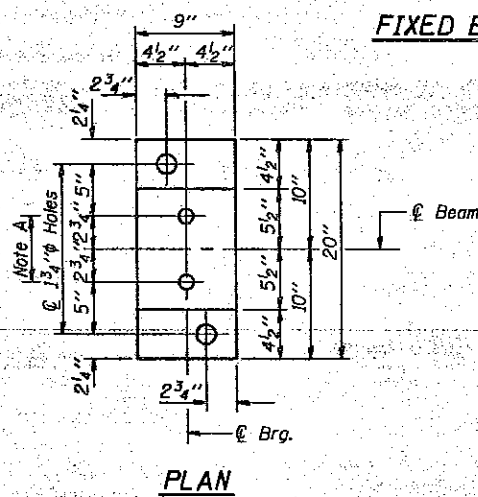 9"
FIXED
4½" 4½"
2¾"
2¼"
5"
2¾"
2¾"
5"
2¼"
Note A
℄ 1¾"φ Holes
4½"
5½"
5½"
4½"
10"
10"
20"
℄ Beam
2¾"
℄ Brg.
PLAN